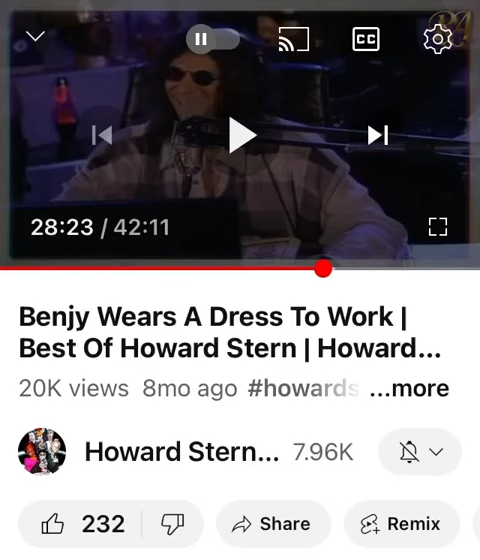 CC
28:23 / 42:11
Benjy Wears A Dress To Work |
Best Of Howard Stern | Howard...
20K views 8mo ago #howards ...more
Howard Stern... 7.96K
232 Share Remix